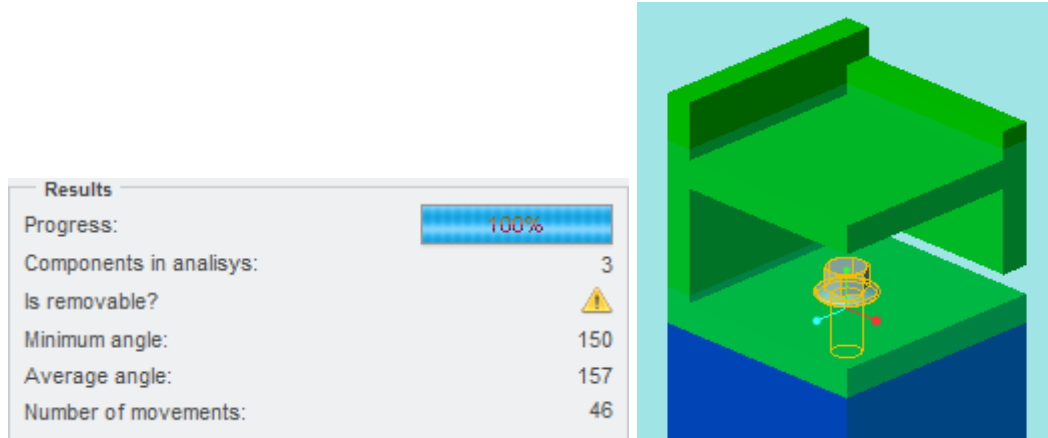 Results
Progress: 100%
Components in analisys: 3
Is removable?
Minimum angle: 150
Average angle: 157
Number of movements: 46